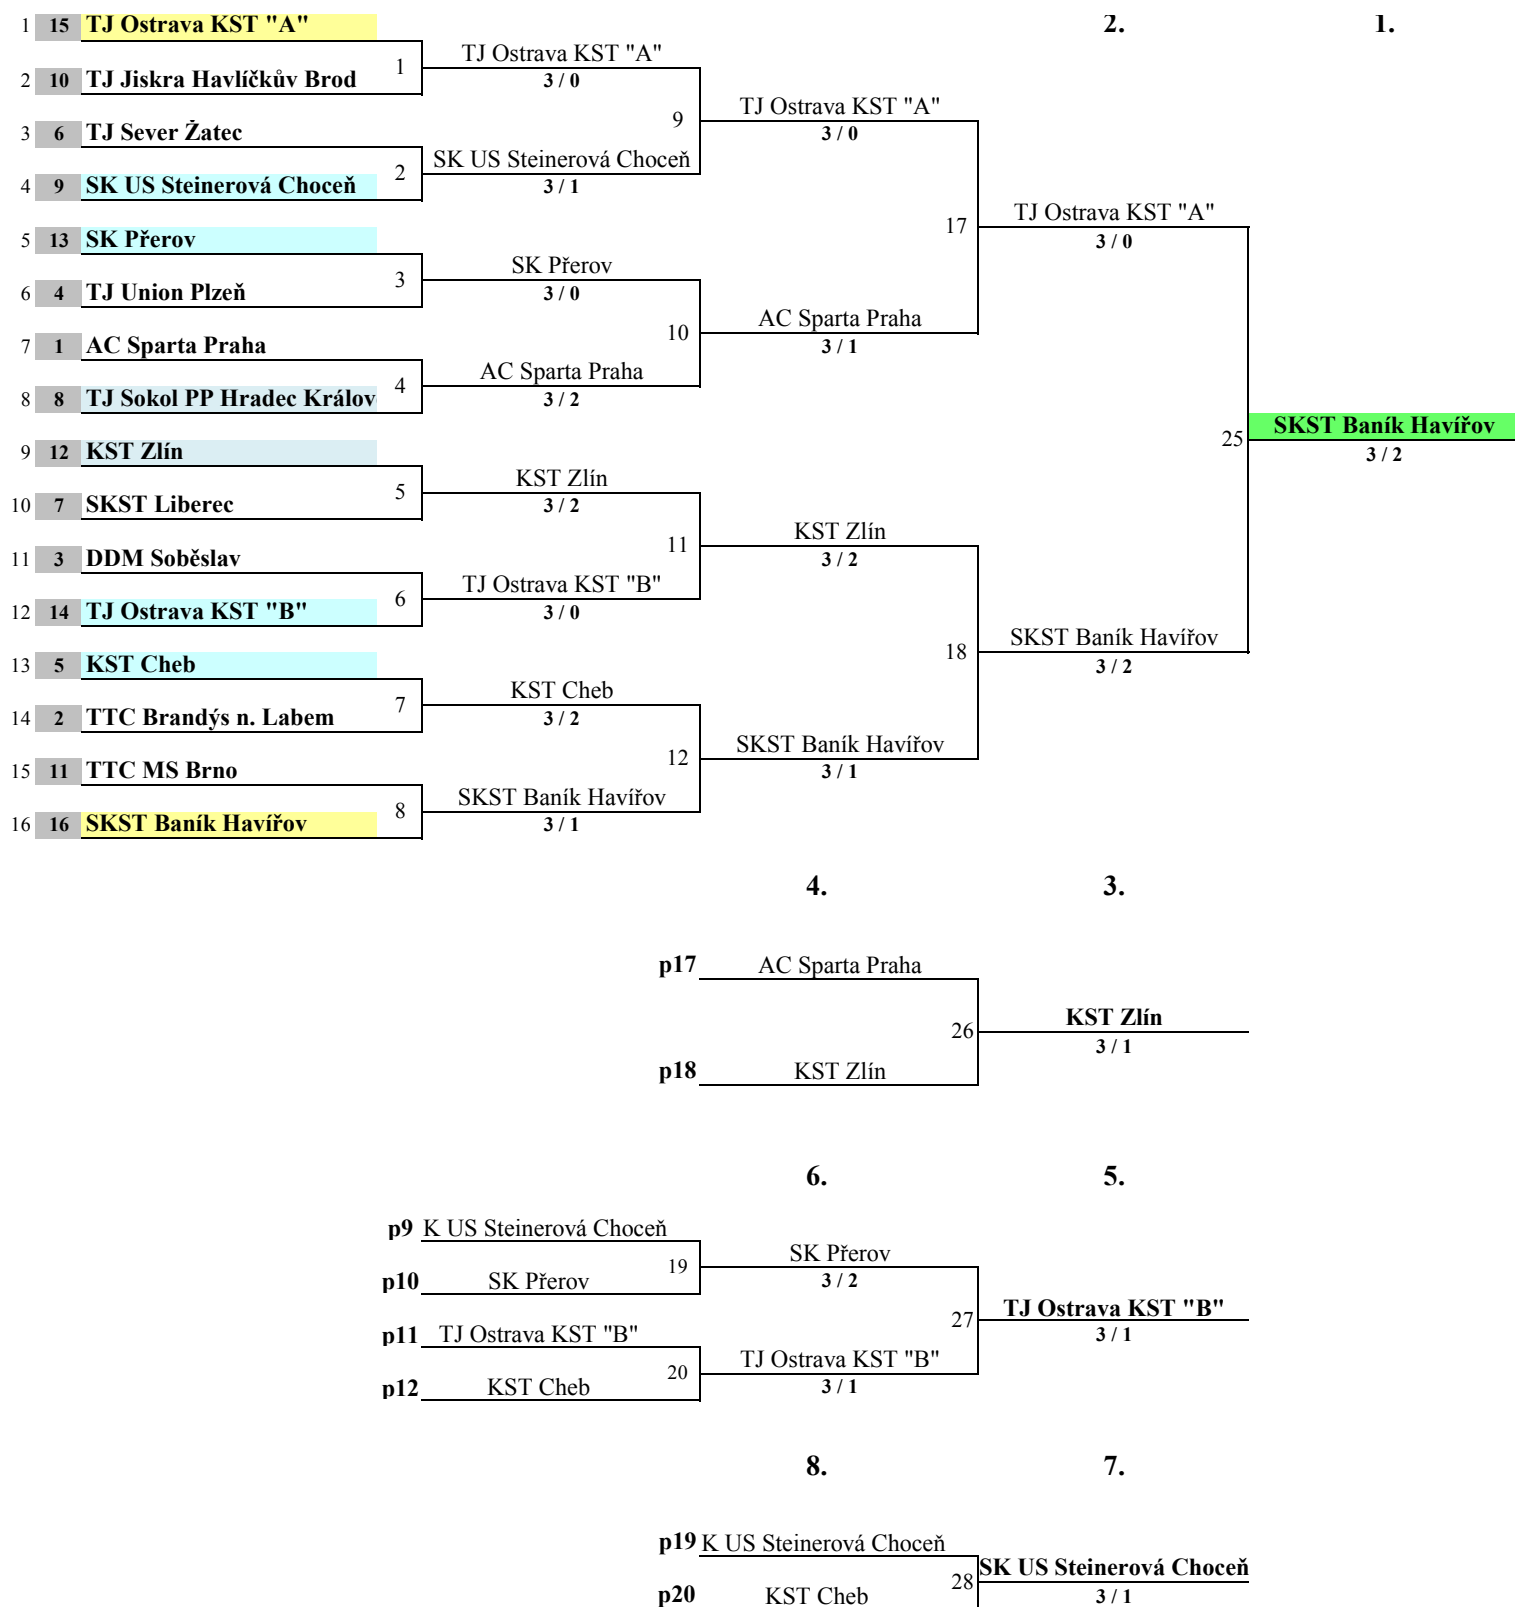 2. 1.
1 15 TJ Ostrava KST "A"
TJ Ostrava KST "A"
1
2 10 TJ Jiskra Havlíčkův Brod
3 / 0
TJ Ostrava KST "A"
9
3 6 TJ Sever Žatec
3 / 0
SK US Steinerová Choceň
2
4 9 SK US Steinerová Choceň
3 / 1
TJ Ostrava KST "A"
17
5 13 SK Přerov
3 / 0
SK Přerov
3
6 4 TJ Union Plzeň
3 / 0
AC Sparta Praha
10
7 1 AC Sparta Praha
3 / 1
AC Sparta Praha
4
8 8 TJ Sokol PP Hradec Králov
3 / 2
SKST Baník Havířov
25
9 12 KST Zlín
3 / 2
KST Zlín
5
10 7 SKST Liberec
3 / 2
KST Zlín
11
11 3 DDM Soběslav
3 / 2
TJ Ostrava KST "B"
6
12 14 TJ Ostrava KST "B"
3 / 0
SKST Baník Havířov
18
13 5 KST Cheb
3 / 2
KST Cheb
7
14 2 TTC Brandýs n. Labem
3 / 2
SKST Baník Havířov
12
15 11 TTC MS Brno
3 / 1
SKST Baník Havířov
8
16 16 SKST Baník Havířov
3 / 1
4. 3.
p17 AC Sparta Praha
KST Zlín
26
3 / 1
p18 KST Zlín
6. 5.
p9 K US Steinerová Choceň
SK Přerov
19
p10 SK Přerov
3 / 2
TJ Ostrava KST "B"
27
p11 TJ Ostrava KST "B"
3 / 1
TJ Ostrava KST "B"
20
p12 KST Cheb
3 / 1
8. 7.
p19 K US Steinerová Choceň
SK US Steinerová Choceň
28
p20 KST Cheb
3 / 1